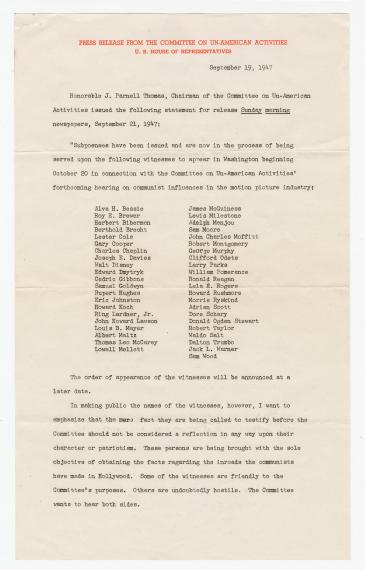 PRESS RELEASE FROM THE COMMITTEE ON UN-AMERICAN ACTIVITIES
U. S. HOUSE OF REPRESENTATIVES
September 19, 1947
Honorable J. Parnell Thomas, Chairman of the Committee on Un-American
Activities issued the following statement for release Sunday morning
newspapers, September 21, 1947:
"Subpoenaes have been issued and are now in the process of being
served upon the following witnesses to appear in Washington beginning
October 20 in connection with the Committee on Un-American Activities'
forthcoming hearing on communist influences in the motion picture industry:
Alva H. Bessie
Roy E. Brewer
Herbert Biberman
Berthold Brecht
Lester Cole
Gary Cooper
Charles Chaplin
Joseph E. Davies
Walt Disney
Edward Dmytryk
Cedric Gibbons
Samuel Goldwyn
Rupert Hughes
Eric Johnston
Howard Koch
Ring Lardner, Jr.
John Howard Lawson
Louis B. Mayer
Albert Maltz
Thomas Leo McCarey
Lowell Mellett
James McGuiness
Lewis Milestone
Adolph Menjou
Sam Moore
John Charles Moffitt
Robert Montgomery
George Murphy
Clifford Odets
Larry Parks
William Pomerance
Ronald Reagan
Lela E. Rogers
Howard Rushmore
Morrie Ryskind
Adrian Scott
Dore Schary
Donald Ogden Stewart
Robert Taylor
Waldo Salt
Dalton Trumbo
Jack L. Warner
Sam Wood
The order of appearance of the witnesses will be announced at a
later date.
In making public the names of the witnesses, however, I want to
emphasize that the mere fact they are being called to testify before the
Committee should not be considered a reflection in any way upon their
character or patriotism. These persons are being brought with the sole
objective of obtaining the facts regarding the inroads the communists
have made in Hollywood. Some of the witnesses are friendly to the
Committee's purposes. Others are undoubtedly hostile. The Committee
wants to hear both sides.